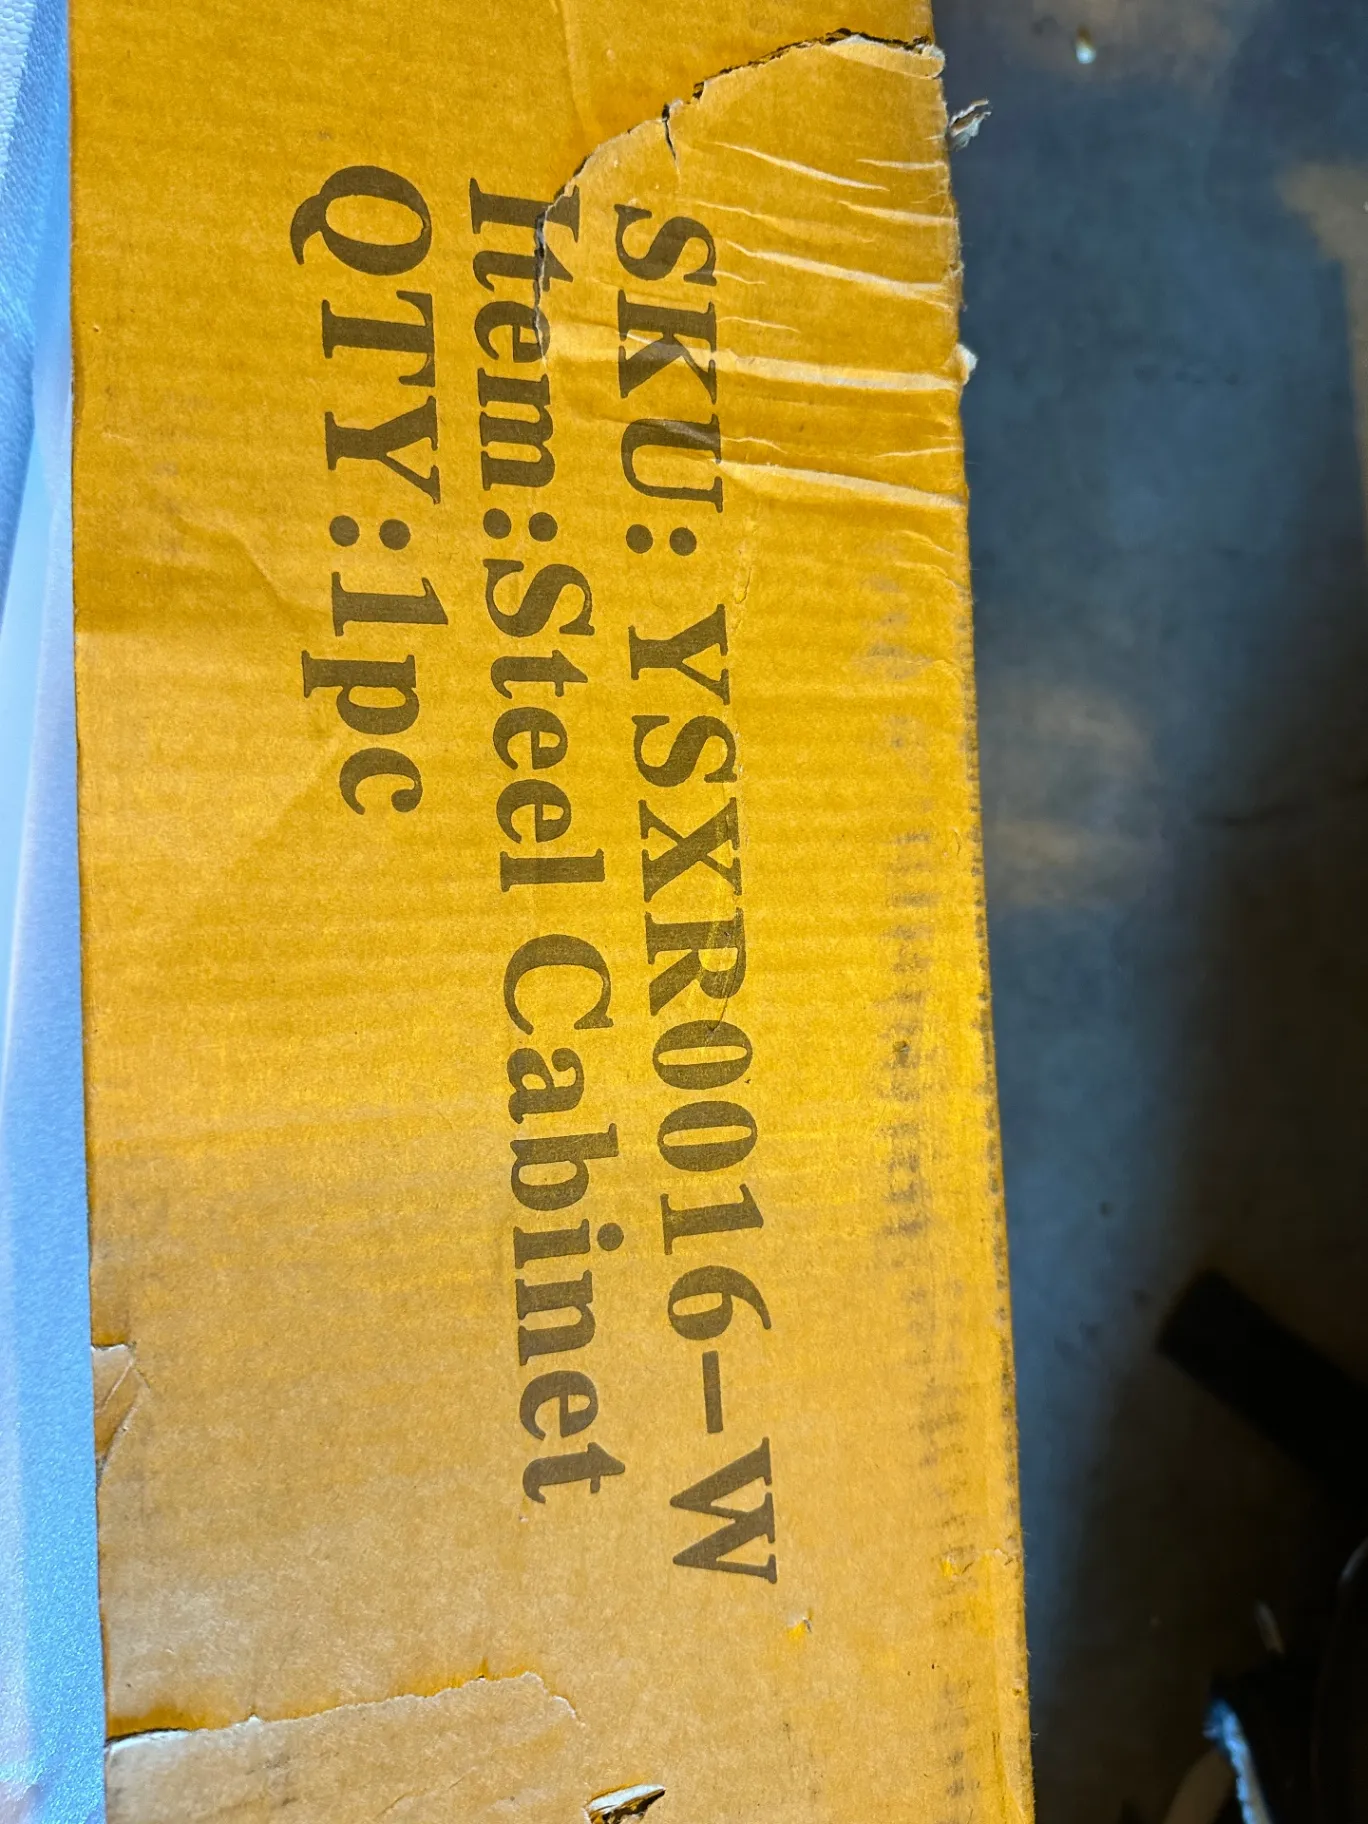 SKU: YSXR0016-W
Item:Steel Cabinet
QTY:1pc